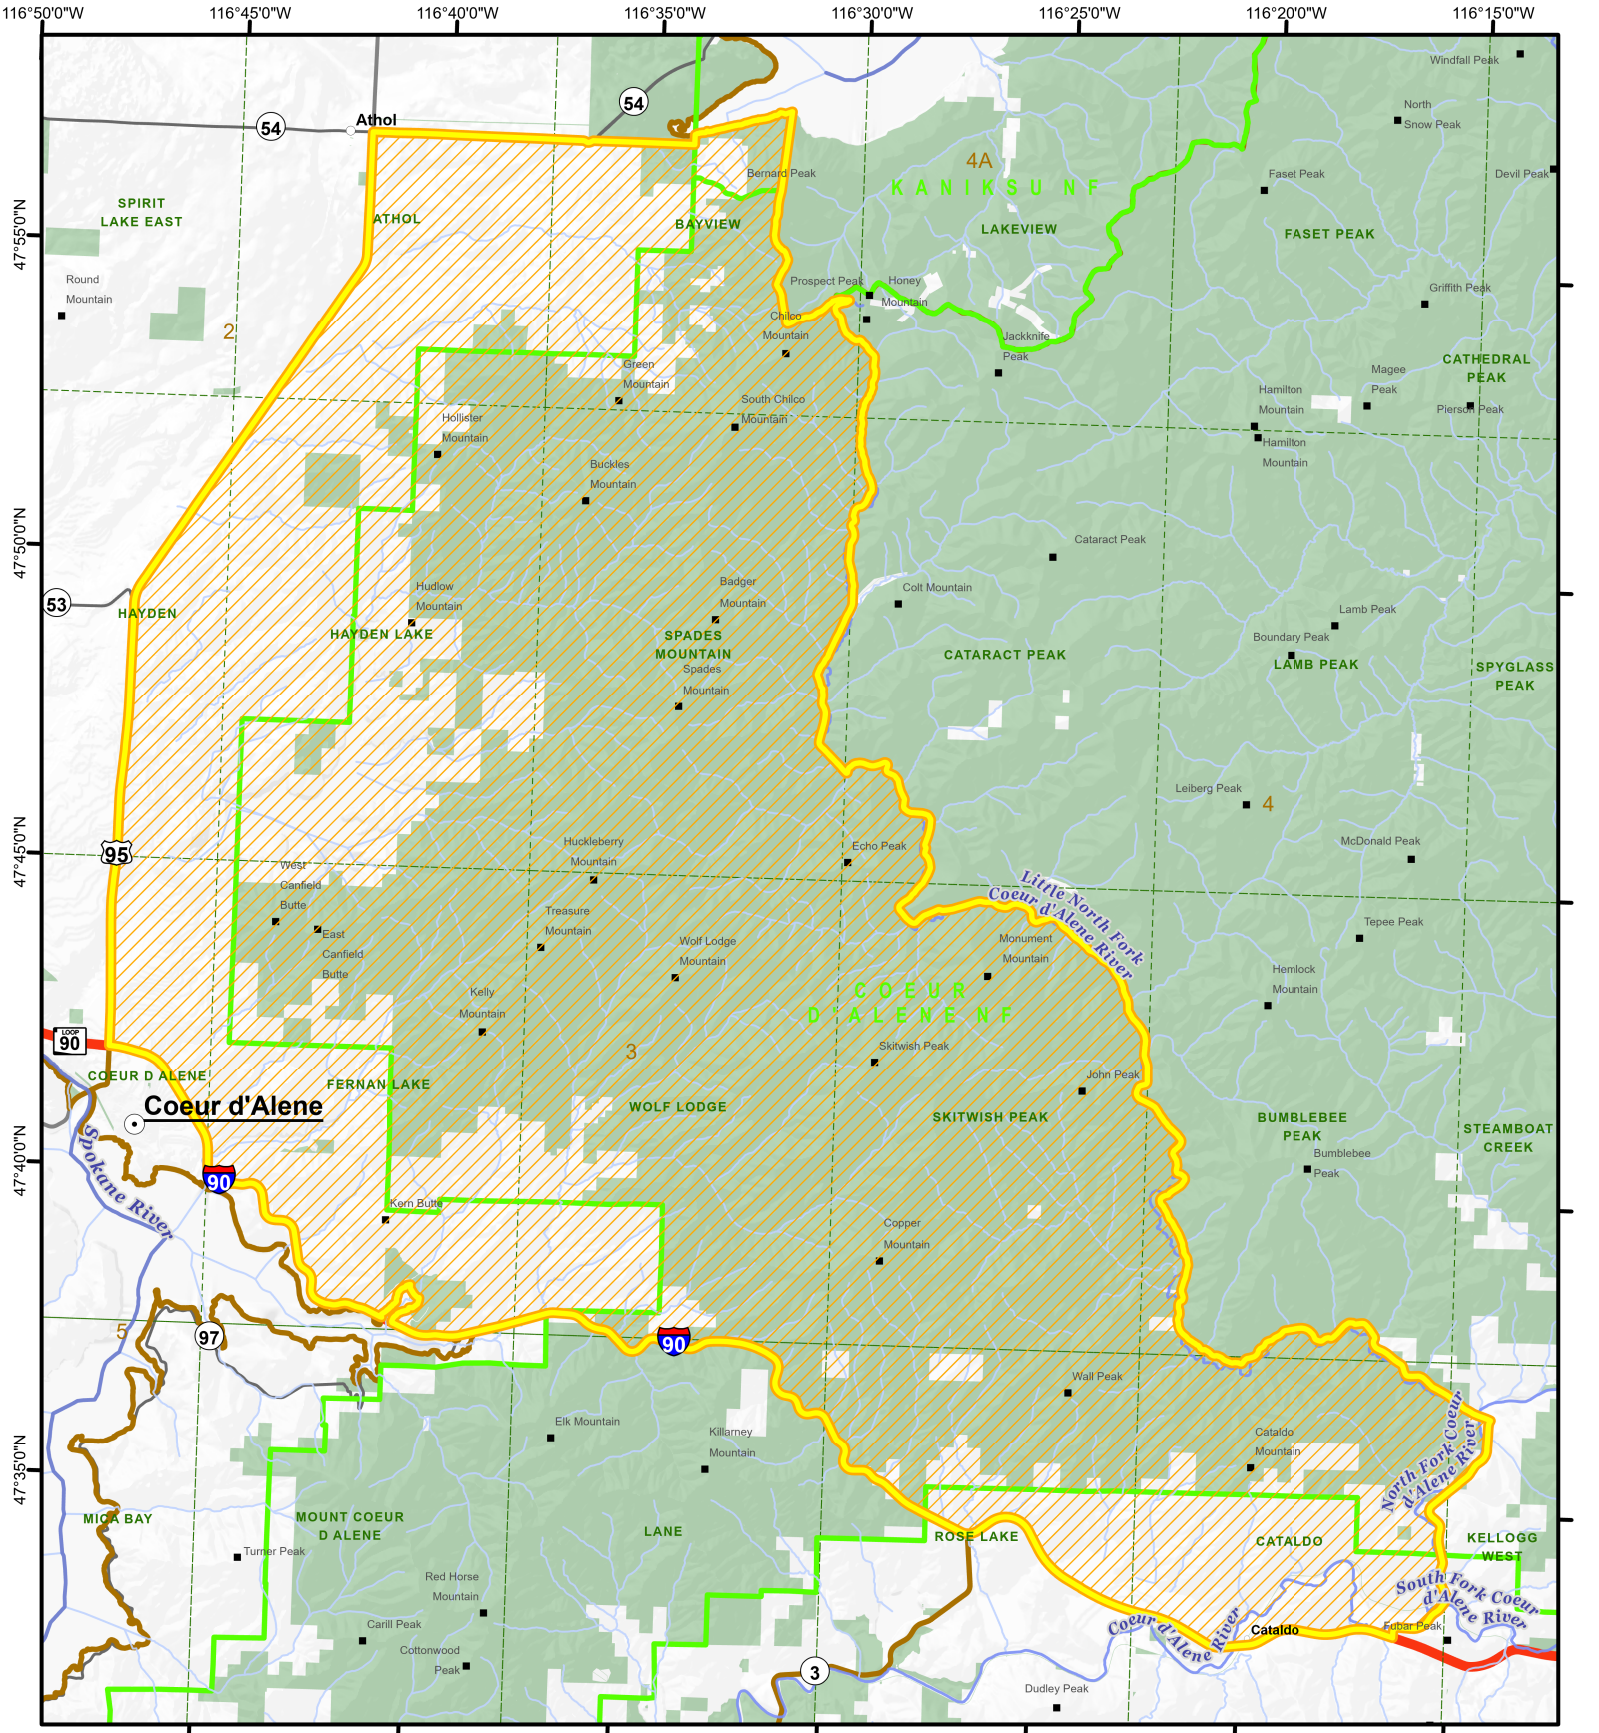 116°50'0"W
116°45'0"W
116°40'0"W
116°35'0"W
116°30'0"W
116°25'0"W
116°20'0"W
116°15'0"W
47°55'0"N
47°50'0"N
47°45'0"N
47°40'0"N
47°35'0"N
Windfall Peak
54
North
Snow Peak
54
Athol
4A
KANIKSU NF
Bernard Peak
Fasel Peak
Devil Peak
SPIRIT
LAKE EAST
ATHOL
BAYVIEW
LAKEVIEW
FASET PEAK
Round
Mountain
Prospect Peak
Honey
Mountain
Griffith Peak
2
Chilco
Mountain
Jackknife
Peak
CATHEDRAL
PEAK
Green
Mountain
Magee
Peak
Hamilton
Mountain
Pierson Peak
South Chilco
Mountain
Hollister
Mountain
Hamilton
Mountain
Buckles
Mountain
Cataract Peak
53
HAYDEN
Hudlow
Mountain
HAYDEN LAKE
Badger
Mountain
Colt Mountain
Lamb Peak
SPADES
MOUNTAIN
Boundary Peak
LAMB PEAK
CATARACT PEAK
SPYGLASS
PEAK
Spades
Mountain
Leiberg Peak
4
95
Huckleberry
Mountain
Echo Peak
McDonald Peak
West
Canfield
Butte
East
Canfield
Butte
Treasure
Mountain
Wolf Lodge
Mountain
Little North Fork
Coeur d'Alene River
Monument
Mountain
Tepee Peak
Hemlock
Mountain
Kelly
Mountain
COEUR
D'ALENE NF
LOOP
90
3
Skitwish Peak
COEUR D ALENE
FERNAN LAKE
John Peak
Coeur d'Alene
WOLF LODGE
SKITWISH PEAK
BUMBLEBEE
PEAK
STEAMBOAT
CREEK
Bumblebee
Peak
Spokane River
90
Kern Butte
Copper
Mountain
5
97
90
Wall Peak
Elk Mountain
Killarney
Mountain
Cataldo
Mountain
North Fork Coeur
d'Alene River
MICA BAY
MOUNT COEUR
D ALENE
LANE
ROSE LAKE
CATALDO
KELLOGG
WEST
Turner Peak
Red Horse
Mountain
South Fork Coeur
d'Alene River
Carill Peak
Cottonwood
Peak
Coeur d'Alene River
Cataldo
Fubar Peak
3
Dudley Peak